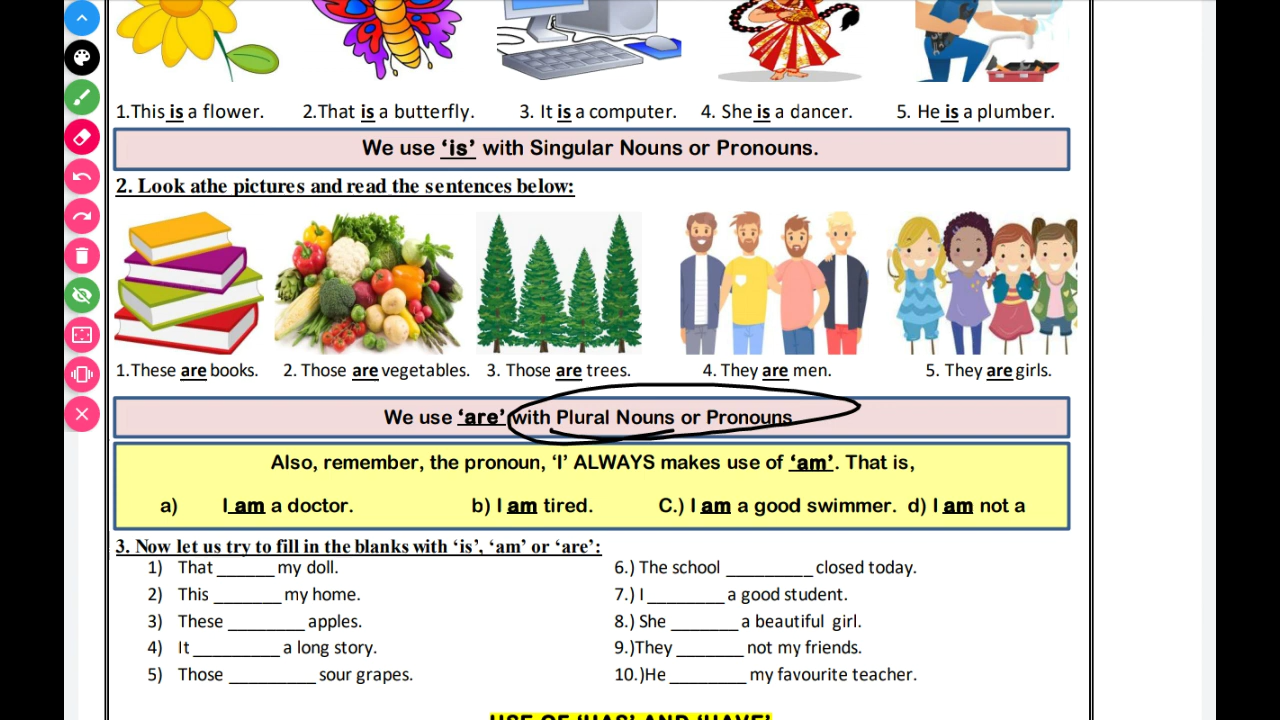 1.This is a flower. 2.That is a butterfly. 3. It is a computer. 4. She is a dancer. 5. He is a plumber.
We use ‘is’ with Singular Nouns or Pronouns.
2. Look athe pictures and read the sentences below:
1.These are books. 2. Those are vegetables. 3. Those are trees. 4. They are men. 5. They are girls.
We use ‘are’ with Plural Nouns or Pronouns
Also, remember, the pronoun, ‘I’ ALWAYS makes use of ‘am’. That is,
a) I am a doctor. b) I am tired. C.) I am a good swimmer. d) I am not a
3. Now let us try to fill in the blanks with ‘is’, ‘am’ or ‘are’:
1) That ______ my doll. 6.) The school _________ closed today.
2) This _______ my home. 7.) I ________ a good student.
3) These ________ apples. 8.) She _______ a beautiful girl.
4) It _________ a long story. 9.)They _______ not my friends.
5) Those _________ sour grapes. 10.)He ________ my favourite teacher.
USE OF ‘HAS’ AND ‘HAVE’